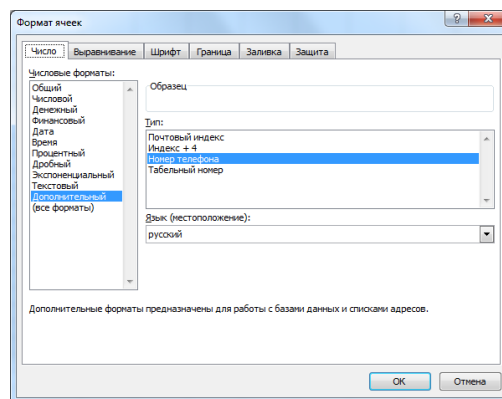 Формат ячеек
Число Выравнивание Шрифт Граница Заливка Защита
Числовые форматы:
Общий
Числовой
Денежный
Финансовый
Дата
Время
Процентный
Дробный
Экспоненциальный
Текстовый
Дополнительный
(все форматы)
Образец
Тип:
Почтовый индекс
Индекс + 4
Номер телефона
Табельный номер
Язык (местоположение):
русский
Дополнительные форматы предназначены для работы с базами данных и списками адресов.
ОК Отмена